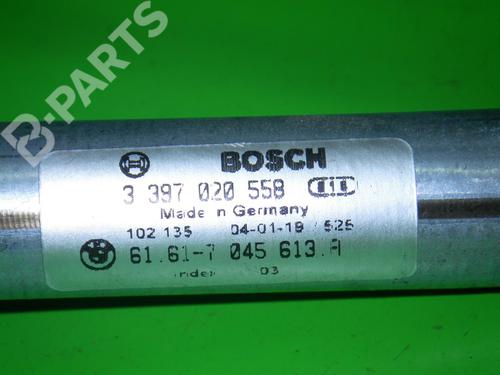 B-PARTS
BOSCH
3 397 020 558
Made in Germany
102 135 04-01-19 / 525
61.61-7 045 613.A
Index 03